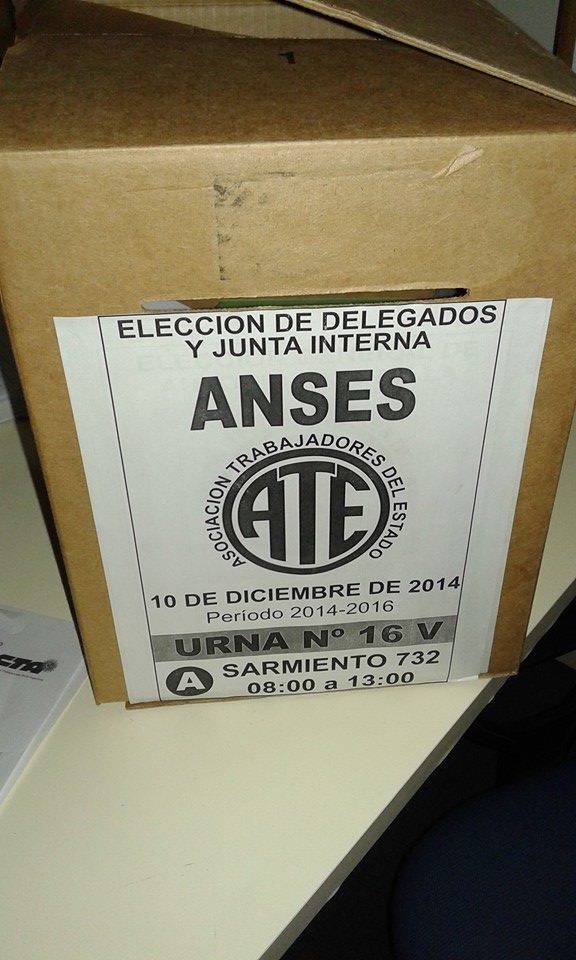 ELECCION DE DELEGADOS
Y JUNTA INTERNA
ANSES
ASOCIACION TRABAJADORES DEL ESTADO
ATE
10 DE DICIEMBRE DE 2014
Período 2014-2016
URNA Nº 16 V
A SARMIENTO 732
08:00 a 13:00